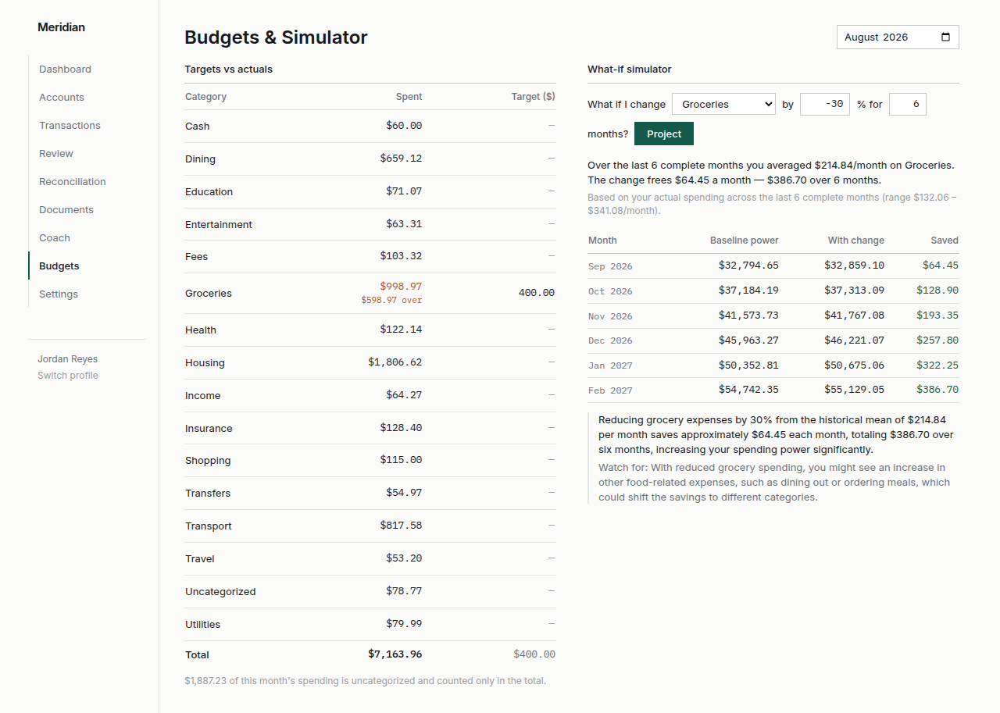 Meridian
Dashboard
Accounts
Transactions
Review
Reconciliation
Documents
Coach
Budgets
Settings
Jordan Reyes
Switch profile
Budgets & Simulator
August 2026
Targets vs actuals
Category Spent Target ($)
Cash $60.00 —
Dining $659.12 —
Education $71.07 —
Entertainment $63.31 —
Fees $103.32 —
Groceries $998.97 400.00
$598.97 over
Health $122.14 —
Housing $1,806.62 —
Income $64.27 —
Insurance $128.40 —
Shopping $115.00 —
Transfers $54.97 —
Transport $817.58 —
Travel $53.20 —
Uncategorized $78.77 —
Utilities $79.99 —
Total $7,163.96 $400.00
$1,887.23 of this month's spending is uncategorized and counted only in the total.
What-if simulator
What if I change Groceries by -30 % for 6
months? Project
Over the last 6 complete months you averaged $214.84/month on Groceries.
The change frees $64.45 a month — $386.70 over 6 months.
Based on your actual spending across the last 6 complete months (range $132.06 –
$341.08/month).
Month Baseline power With change Saved
Sep 2026 $32,794.65 $32,859.10 $64.45
Oct 2026 $37,184.19 $37,313.09 $128.90
Nov 2026 $41,573.73 $41,767.08 $193.35
Dec 2026 $45,963.27 $46,221.07 $257.80
Jan 2027 $50,352.81 $50,675.06 $322.25
Feb 2027 $54,742.35 $55,129.05 $386.70
Reducing grocery expenses by 30% from the historical mean of $214.84
per month saves approximately $64.45 each month, totaling $386.70 over
six months, increasing your spending power significantly.
Watch for: With reduced grocery spending, you might see an increase in
other food-related expenses, such as dining out or ordering meals, which
could shift the savings to different categories.